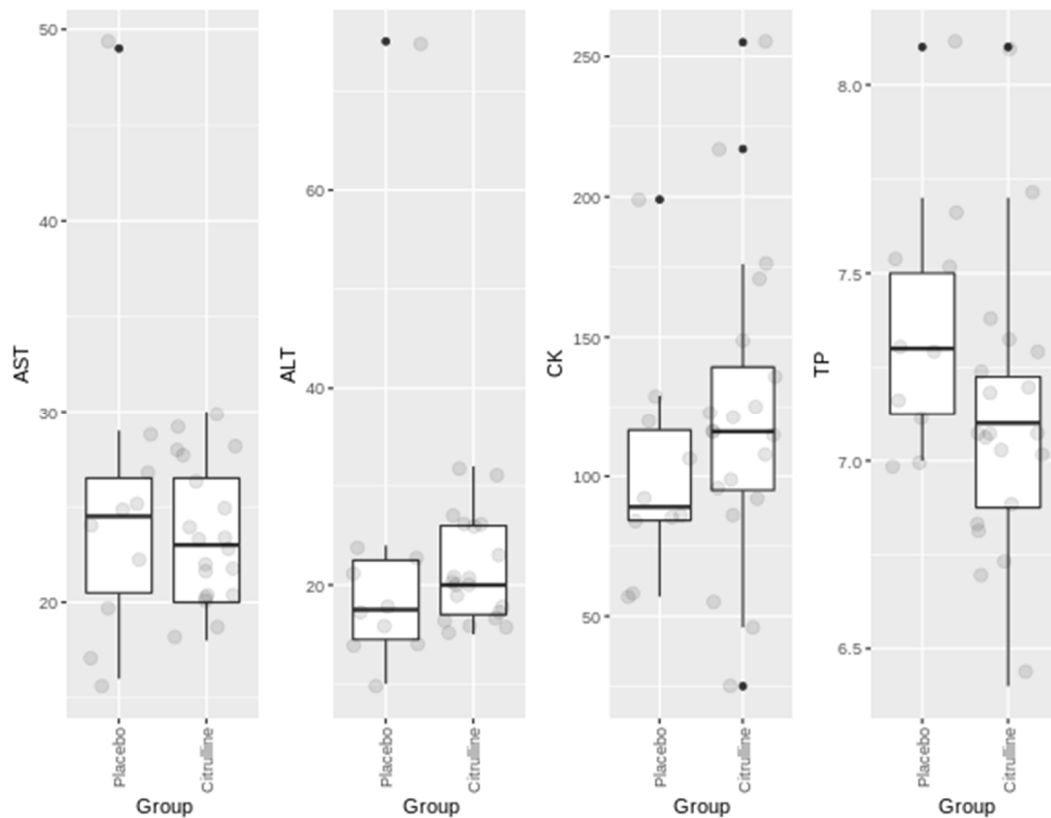 AST
50
40
30
20
Placebo
Citrulline
Group
ALT
60
40
20
Placebo
Citrulline
Group
CK
250
200
150
100
50
Placebo
Citrulline
Group
TP
8.0
7.5
7.0
6.5
Placebo
Citrulline
Group